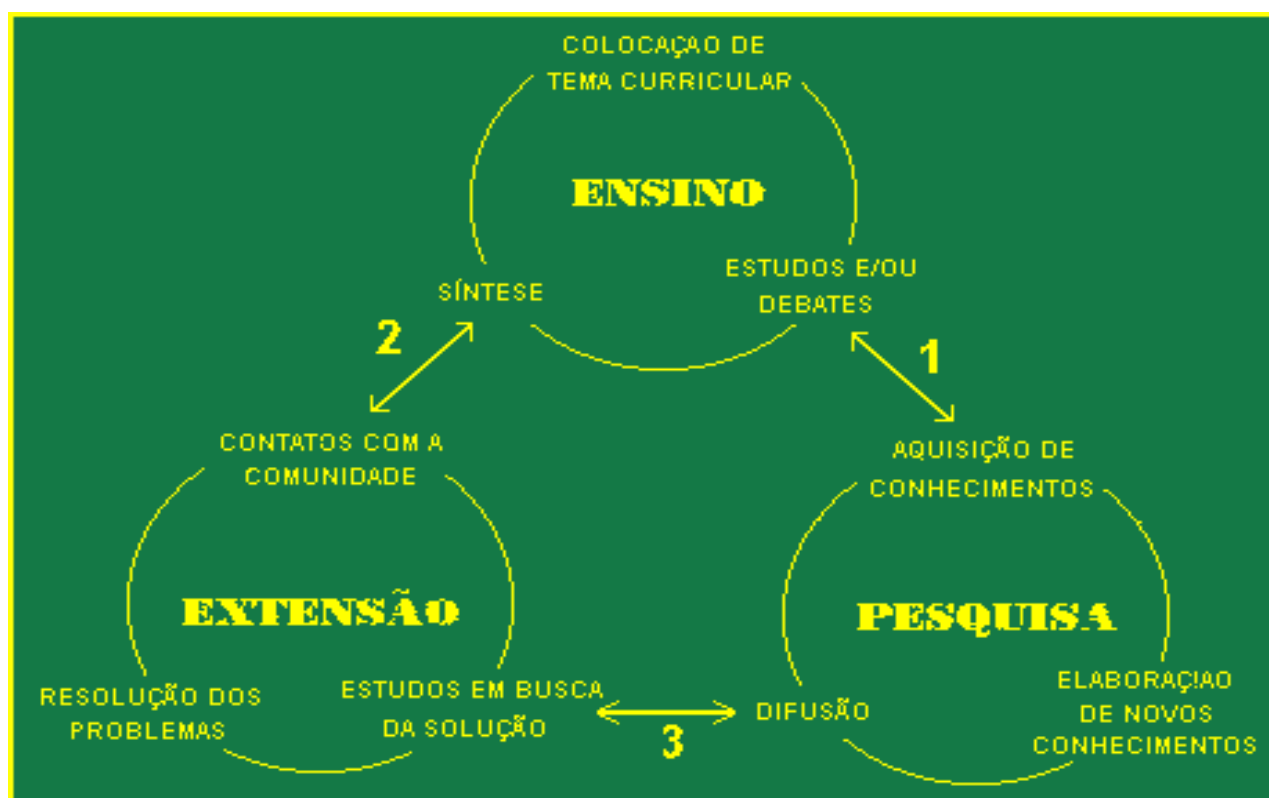 COLOCAÇAO DE
TEMA CURRICULAR
ENSINO
ESTUDOS E/OU
DEBATES
SÍNTESE
2
1
CONTATOS COM A
COMUNIDADE
AQUISIÇÃO DE
CONHECIMENTOS
EXTENSÃO
PESQUISA
RESOLUÇÃO DOS
PROBLEMAS
ESTUDOS EM BUSCA
DA SOLUÇÃO
3
DIFUSÃO
ELABORAÇIAO
DE NOVOS
CONHECIMENTOS